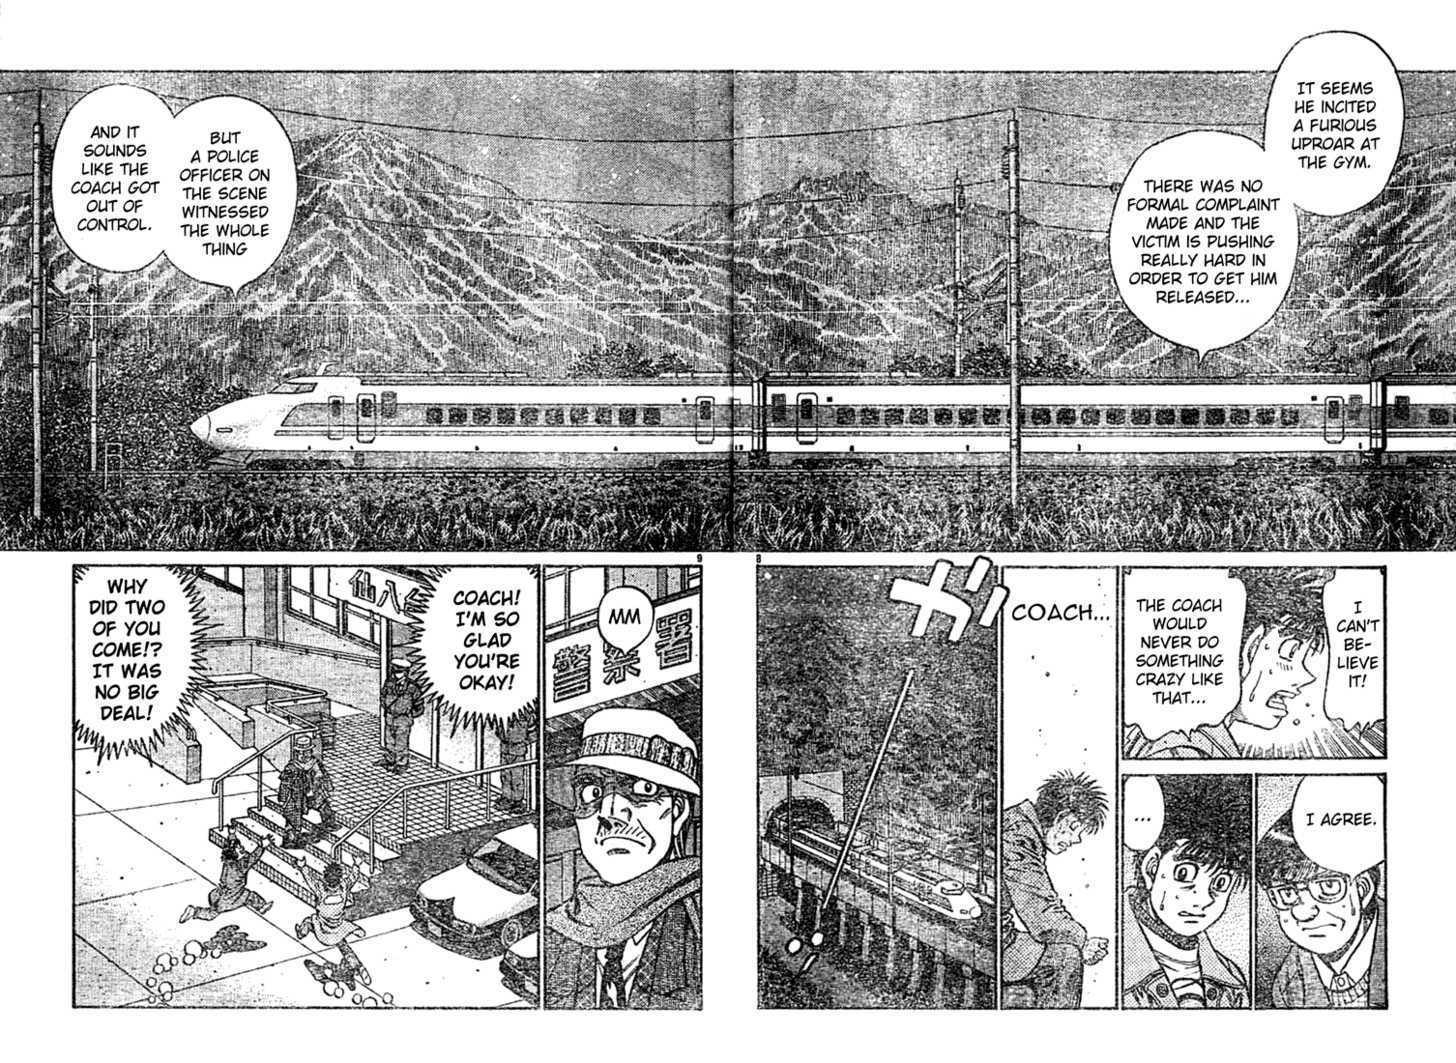 IT SEEMS
HE INCITED
A FURIOUS
UPROAR AT
THE GYM.
THERE WAS NO
FORMAL COMPLAINT
MADE AND THE
VICTIM IS PUSHING
REALLY HARD IN
ORDER TO GET HIM
RELEASED...
BUT
A POLICE
OFFICER ON
THE SCENE
WITNESSED
THE WHOLE
THING
AND IT
SOUNDS
LIKE THE
COACH GOT
OUT OF
CONTROL.
8
I
CAN'T
BE-
LIEVE
IT!
THE COACH
WOULD
NEVER DO
SOMETHING
CRAZY LIKE
THAT...
I AGREE.
...
COACH...
ガー
9
MM
警察署
COACH!
I'M SO
GLAD
YOU'RE
OKAY!
仙八
WHY
DID TWO
OF YOU
COME!?
IT WAS
NO BIG
DEAL!